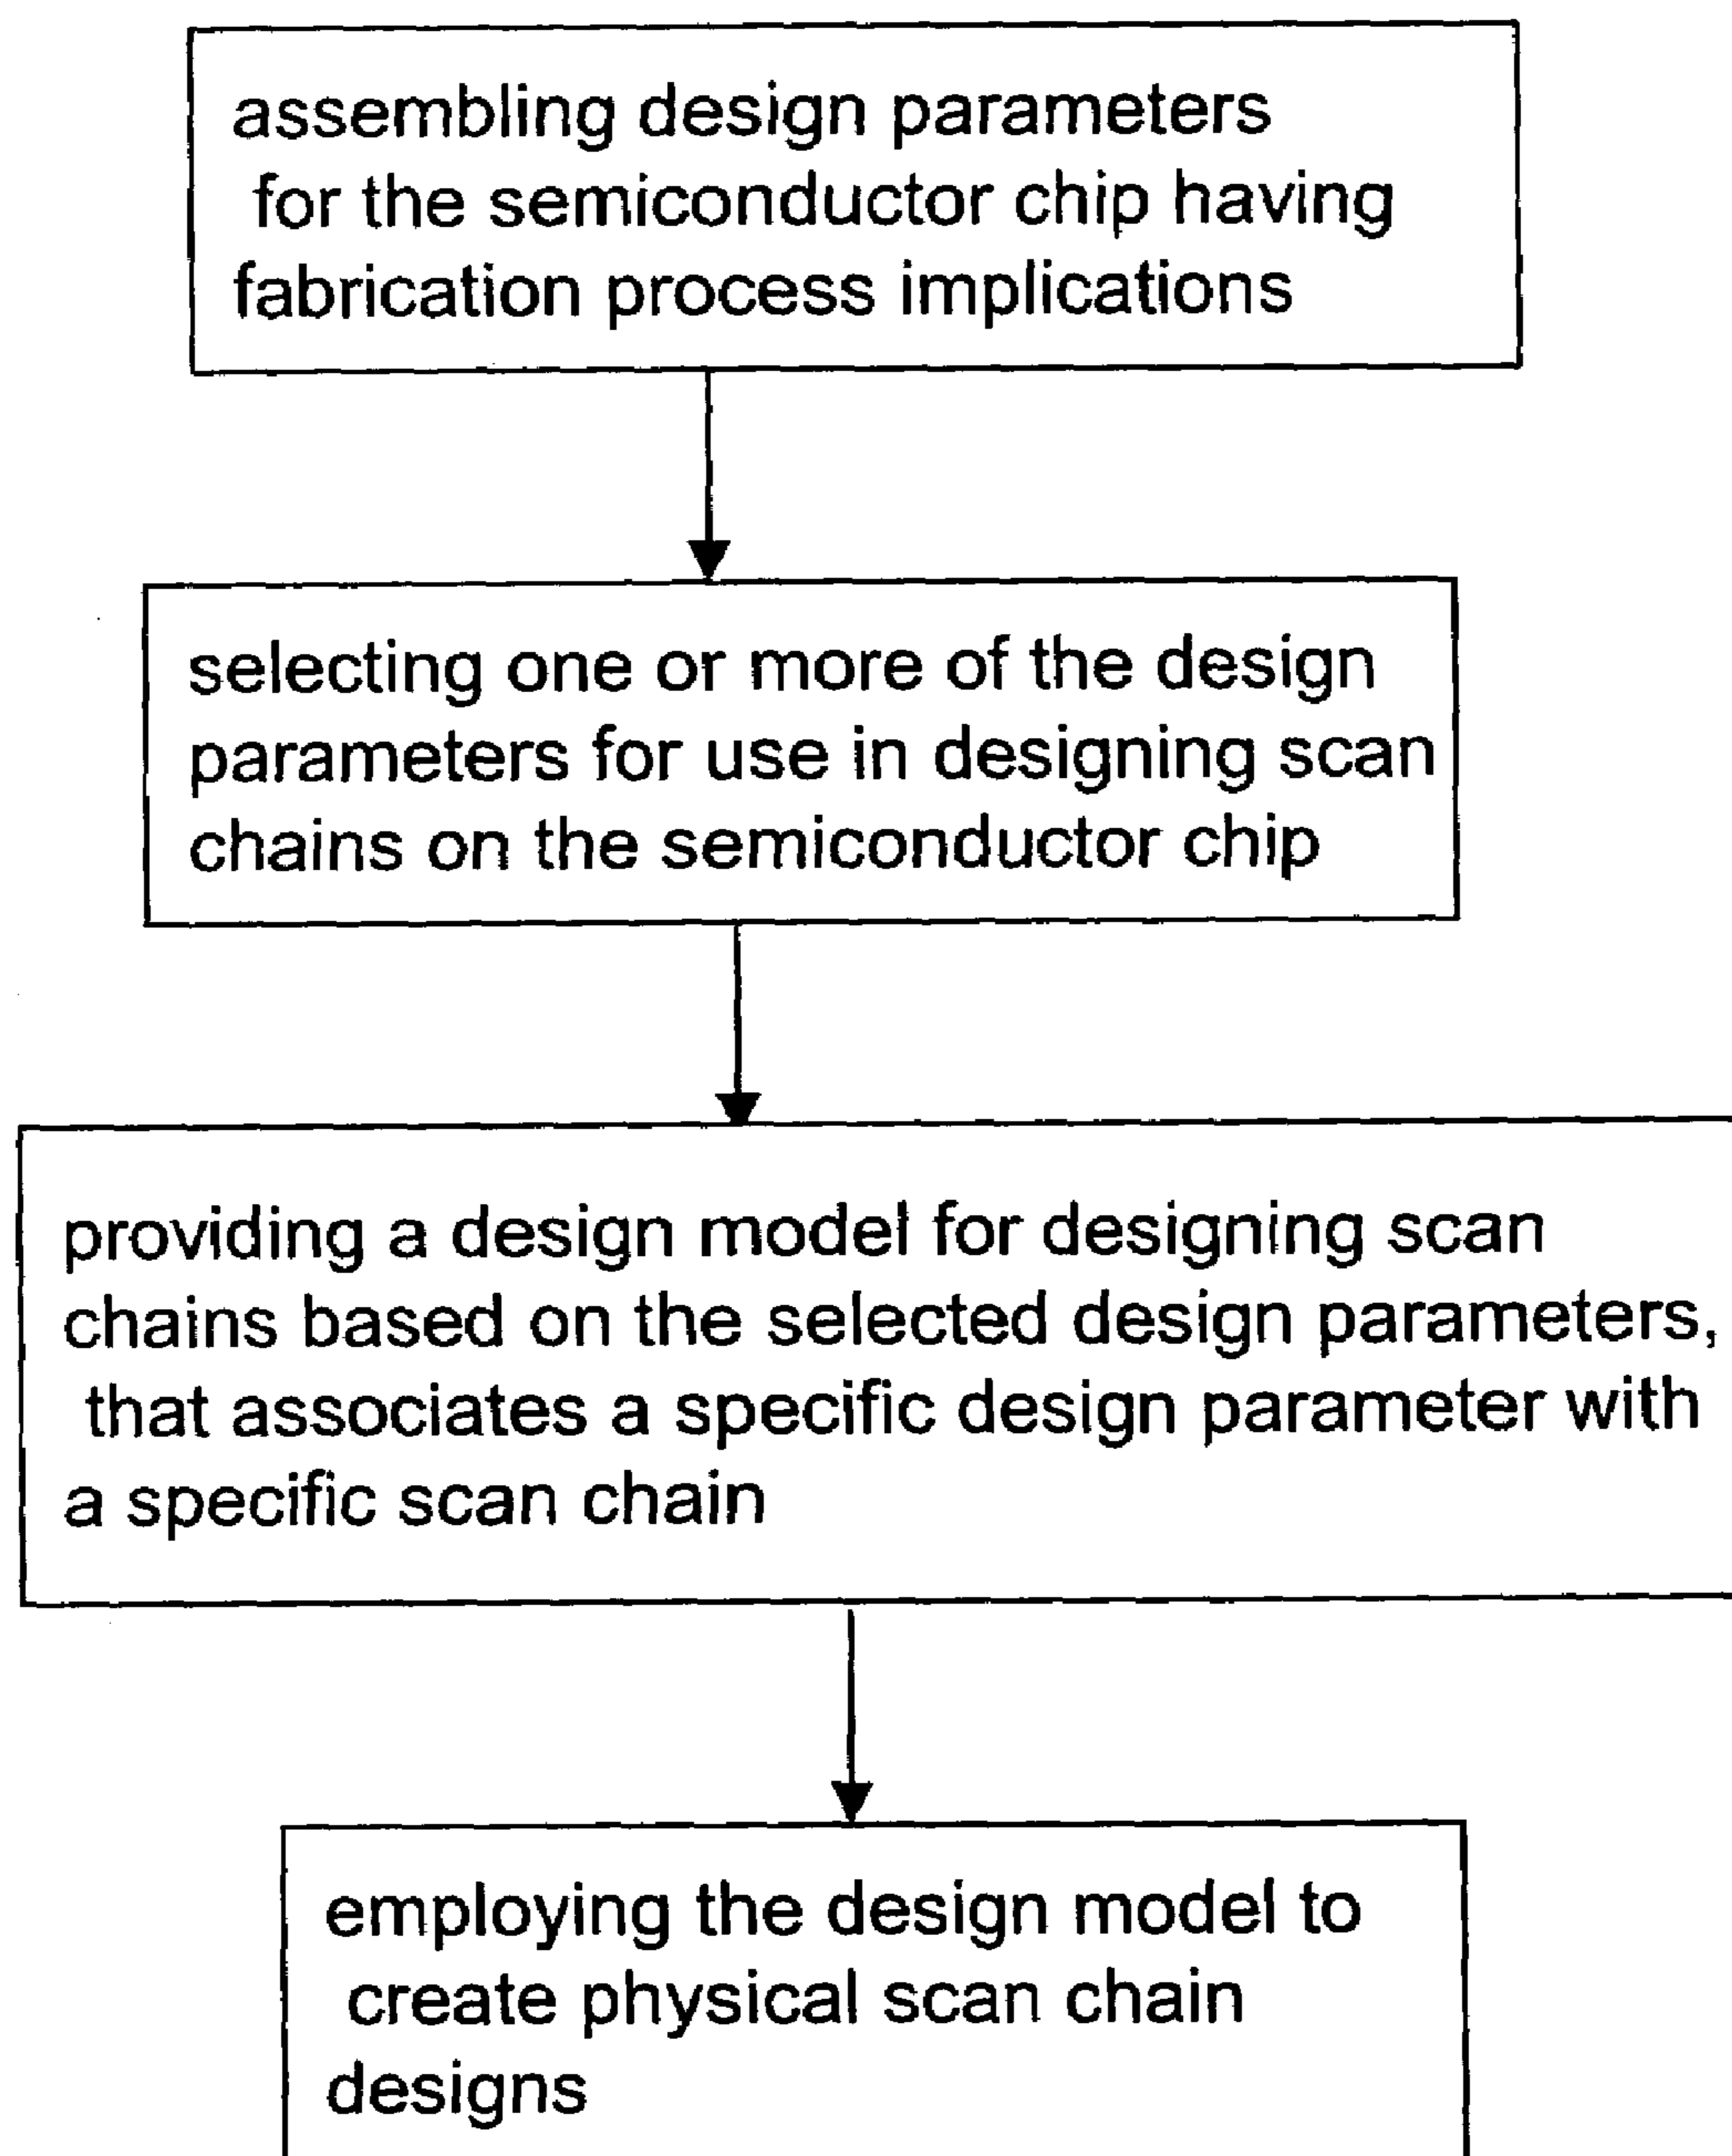 assembling design parameters
for the semiconductor chip having
fabrication process implications
selecting one or more of the design
parameters for use in designing scan
chains on the semiconductor chip
providing a design model for designing scan
chains based on the selected design parameters,
that associates a specific design parameter with
a specific scan chain
employing the design model to
create physical scan chain
designs